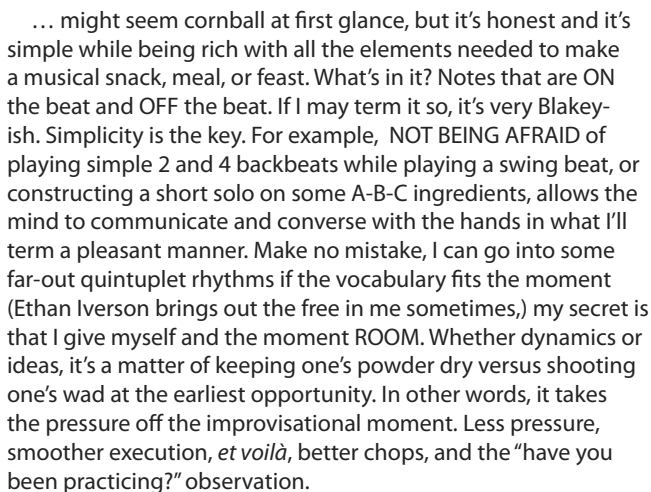 … might seem cornball at first glance, but it’s honest and it’s
simple while being rich with all the elements needed to make
a musical snack, meal, or feast. What’s in it? Notes that are ON
the beat and OFF the beat. If I may term it so, it’s very Blakey-
ish. Simplicity is the key. For example,  NOT BEING AFRAID of
playing simple 2 and 4 backbeats while playing a swing beat, or
constructing a short solo on some A-B-C ingredients, allows the
mind to communicate and converse with the hands in what I’ll
term a pleasant manner. Make no mistake, I can go into some
far-out quintuplet rhythms if the vocabulary fits the moment
(Ethan Iverson brings out the free in me sometimes,) my secret is
that I give myself and the moment ROOM. Whether dynamics or
ideas, it’s a matter of keeping one’s powder dry versus shooting
one’s wad at the earliest opportunity. In other words, it takes
the pressure off the improvisational moment. Less pressure,
smoother execution, et voilà, better chops, and the “have you
been practicing?” observation.